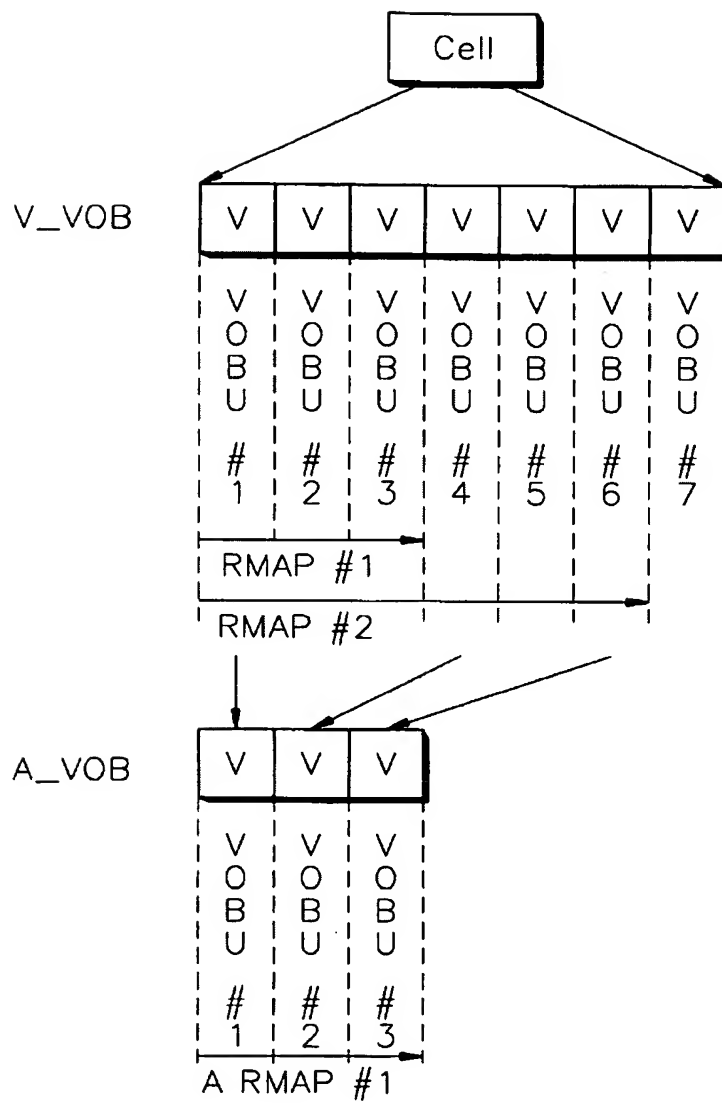 Cell
V_VOB V V V V V V V
VOBU #1 VOBU #2 VOBU #3 VOBU #4 VOBU #5 VOBU #6 VOBU #7
RMAP #1
RMAP #2
A_VOB V V V
VOBU #1 VOBU #2 VOBU #3
A RMAP #1